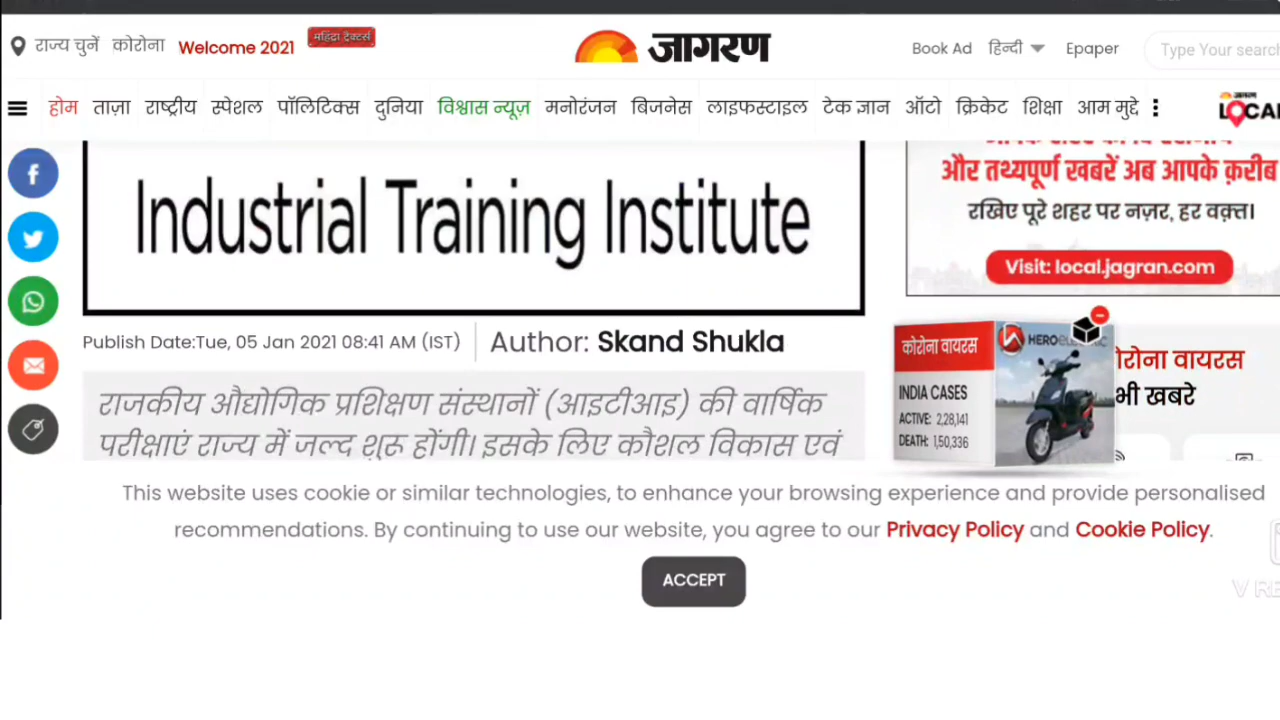 राज्य चुनें कोरोना Welcome 2021 महिंद्रा ट्रैक्टर्स जागरण Book Ad हिन्दी Epaper Type Your search
होम ताज़ा राष्ट्रीय स्पेशल पॉलिटिक्स दुनिया विश्वास न्यूज़ मनोरंजन बिजनेस लाइफस्टाइल टेक ज्ञान ऑटो क्रिकेट शिक्षा आम मुद्दे जागरण LOCAL
Industrial Training Institute
और तथ्यपूर्ण खबरें अब आपके क़रीब
रखिए पूरे शहर पर नज़र, हर वक़्त।
Visit: local.jagran.com
Publish Date:Tue, 05 Jan 2021 08:41 AM (IST) Author: Skand Shukla
राजकीय औद्योगिक प्रशिक्षण संस्थानों (आइटीआइ) की वार्षिक
परीक्षाएं राज्य में जल्द शुरू होंगी। इसके लिए कौशल विकास एवं
कोरोना वायरस
INDIA CASES
ACTIVE: 2,28,141
DEATH: 1,50,336
HERO
वायरस
खबरे
This website uses cookie or similar technologies, to enhance your browsing experience and provide personalised
recommendations. By continuing to use our website, you agree to our Privacy Policy and Cookie Policy.
ACCEPT